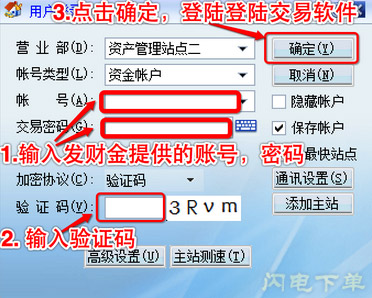 用户
3.点击确定，登陆登陆交易软件
营 业 部(D): 资产管理站点二 确定(Y)
帐号类型(L): 资金帐户 取消(N)
帐 号(A): 隐藏帐户
交易密码(G): 保存帐户
1.输入发财金提供的账号，密码 最快站点
加密协议(C): 验证码 通讯设置(S)
验 证 码(V): 3Rvm 添加主站
2. 输入验证码
高级设置(U) 主站测速(T)
闪电下单